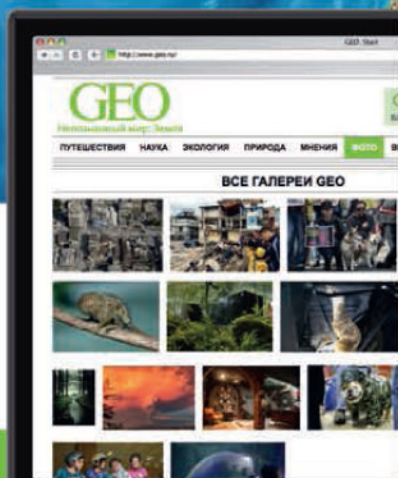 GEO Start
http://www.geo.ru/
GEO
Непознанный мир: Земля
ПУТЕШЕСТВИЯ НАУКА ЭКОЛОГИЯ ПРИРОДА МНЕНИЯ ФОТО
ВСЕ ГАЛЕРЕИ GEO